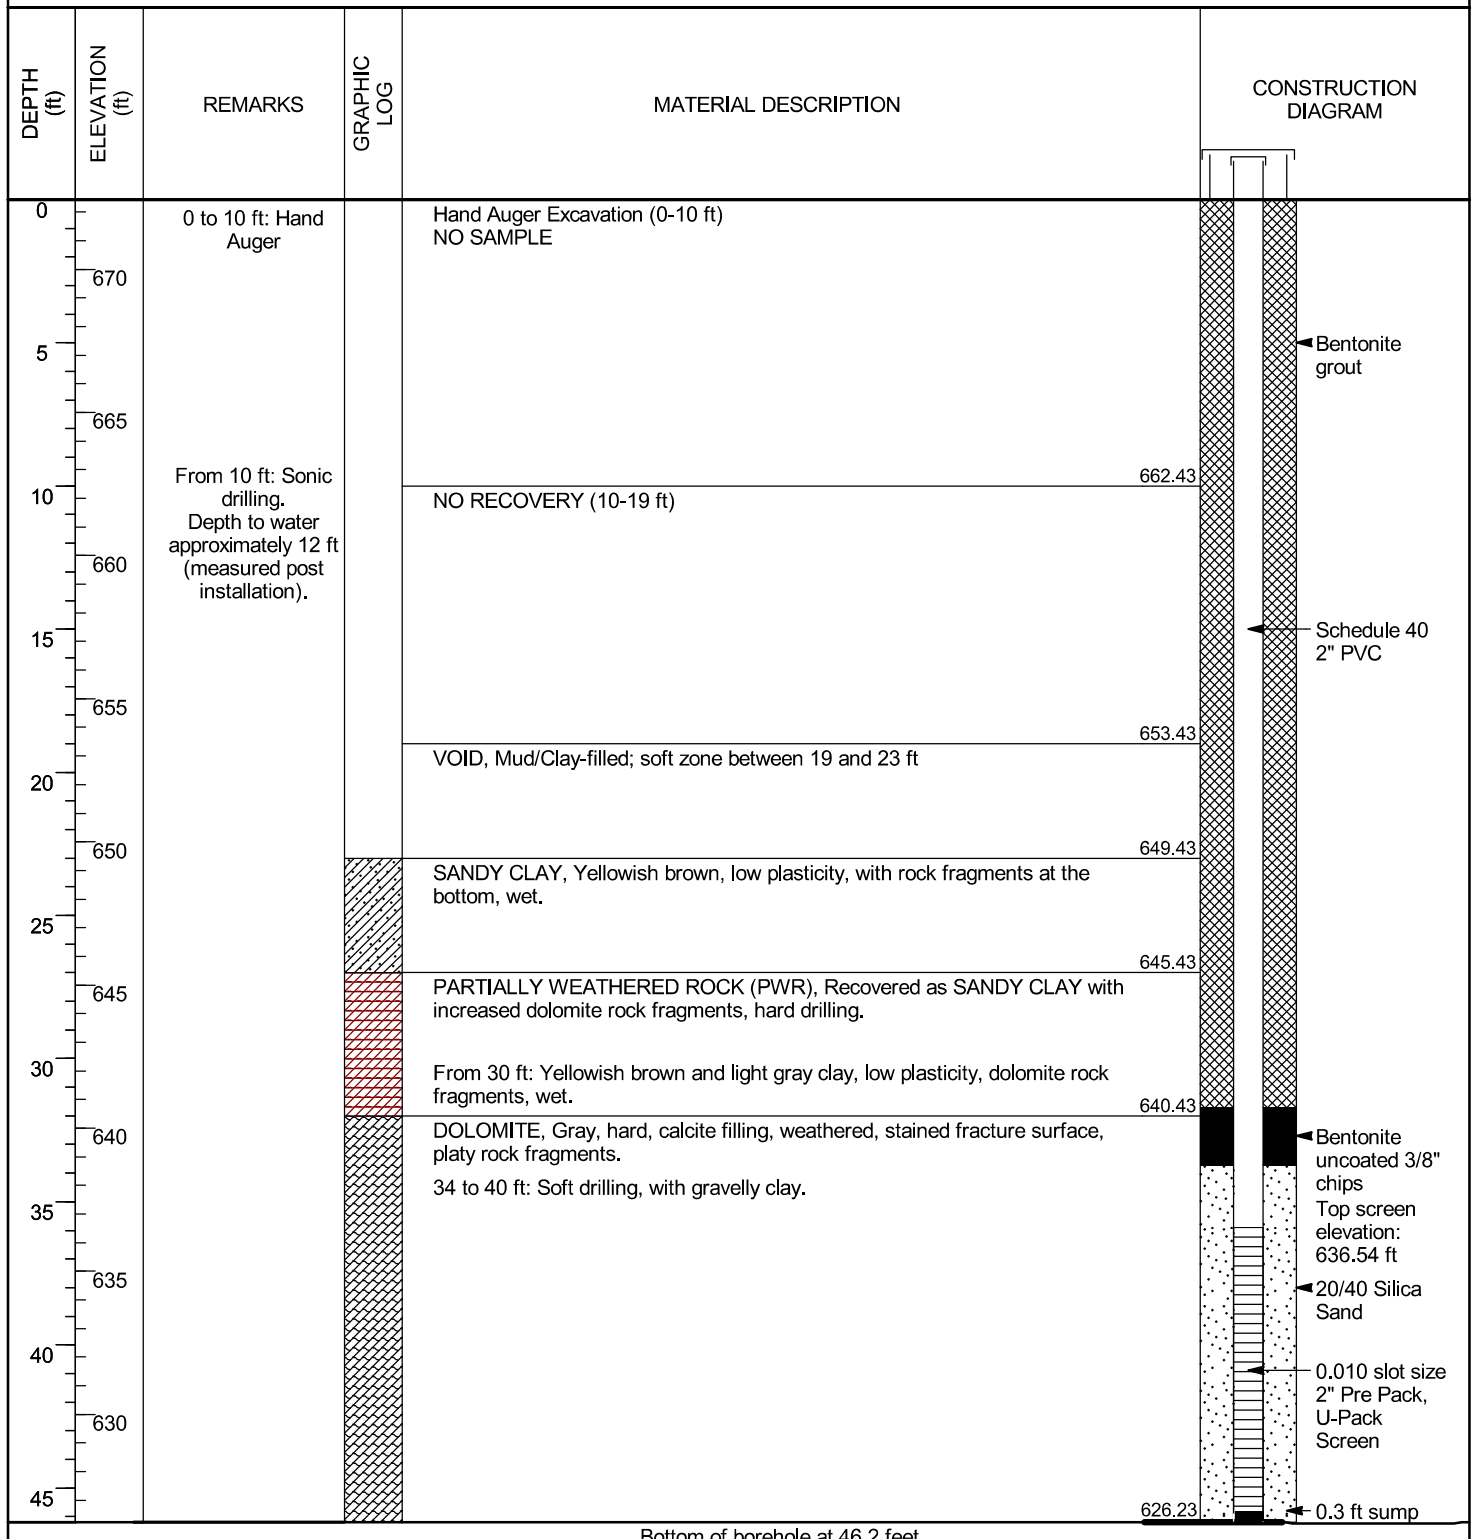 DEPTH
(ft)
ELEVATION
(ft)
REMARKS
GRAPHIC
LOG
MATERIAL DESCRIPTION
CONSTRUCTION
DIAGRAM
0
5
10
15
20
25
30
35
40
45
670
665
660
655
650
645
640
635
630
0 to 10 ft: Hand
Auger
From 10 ft: Sonic
drilling.
Depth to water
approximately 12 ft
(measured post
installation).
Hand Auger Excavation (0-10 ft)
NO SAMPLE
662.43
NO RECOVERY (10-19 ft)
653.43
VOID, Mud/Clay-filled; soft zone between 19 and 23 ft
649.43
SANDY CLAY, Yellowish brown, low plasticity, with rock fragments at the
bottom, wet.
645.43
PARTIALLY WEATHERED ROCK (PWR), Recovered as SANDY CLAY with
increased dolomite rock fragments, hard drilling.
From 30 ft: Yellowish brown and light gray clay, low plasticity, dolomite rock
fragments, wet.
640.43
DOLOMITE, Gray, hard, calcite filling, weathered, stained fracture surface,
platy rock fragments.
34 to 40 ft: Soft drilling, with gravelly clay.
626.23
Bentonite
grout
Schedule 40
2" PVC
Bentonite
uncoated 3/8"
chips
Top screen
elevation:
636.54 ft
20/40 Silica
Sand
0.010 slot size
2" Pre Pack,
U-Pack
Screen
0.3 ft sump
Bottom of borehole at 46.2 feet